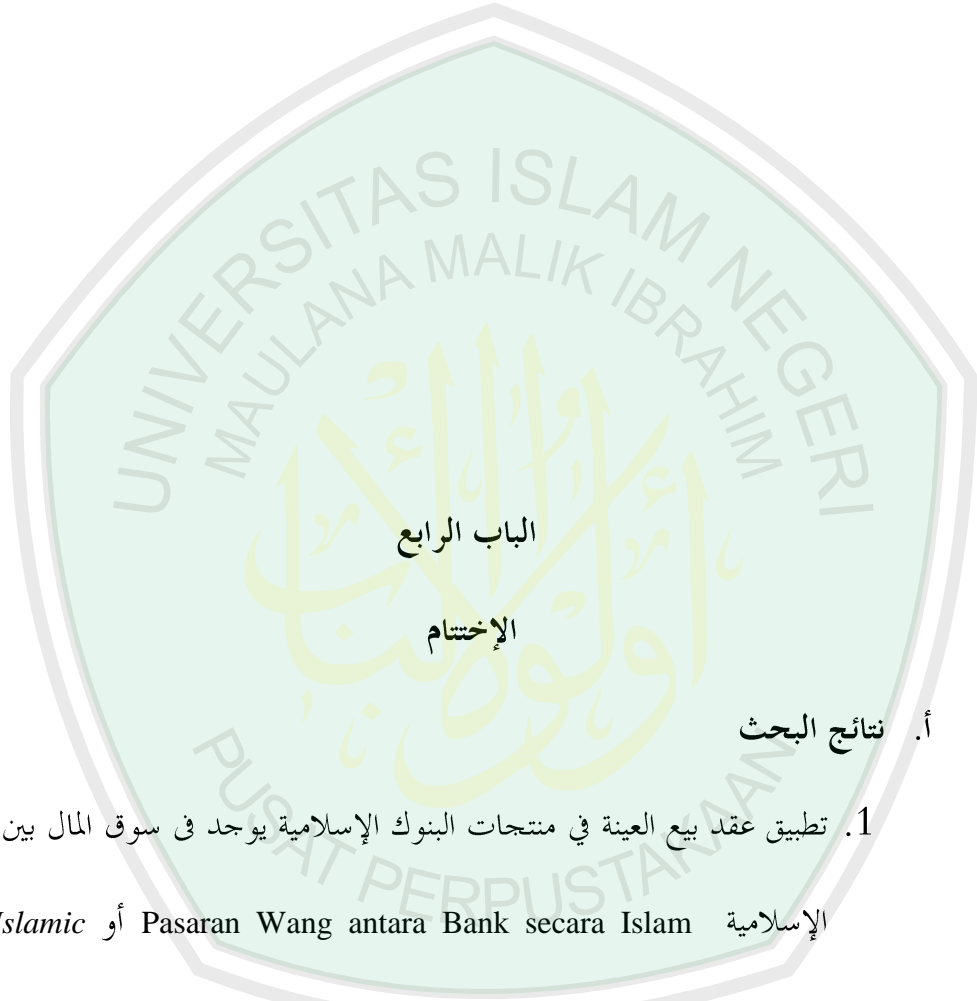 UNIVERSITAS ISLAM NEGERI
MAULANA MALIK IBRAHIM
الباب الرابع
الإختتام
أ. نتائج البحث
1. تطبيق عقد بيع العينة في منتجات البنوك الإسلامية يوجد فى سوق المال بين
الإسلامية Pasaran Wang antara Bank secara Islam أو Islamic
PUSAT PERPUSTAKAAN